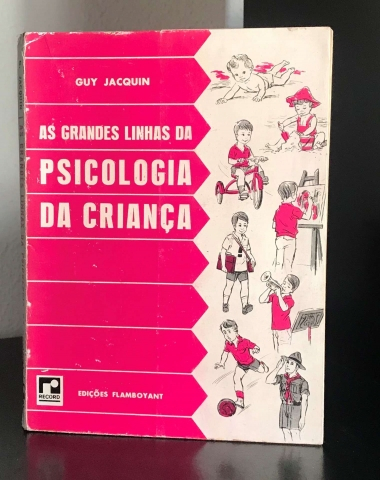 GUY JACQUIN
AS GRANDES LINHAS DA
PSICOLOGIA
DA CRIANÇA
r
RECORD
EDIÇÕES FLAMBOYANT